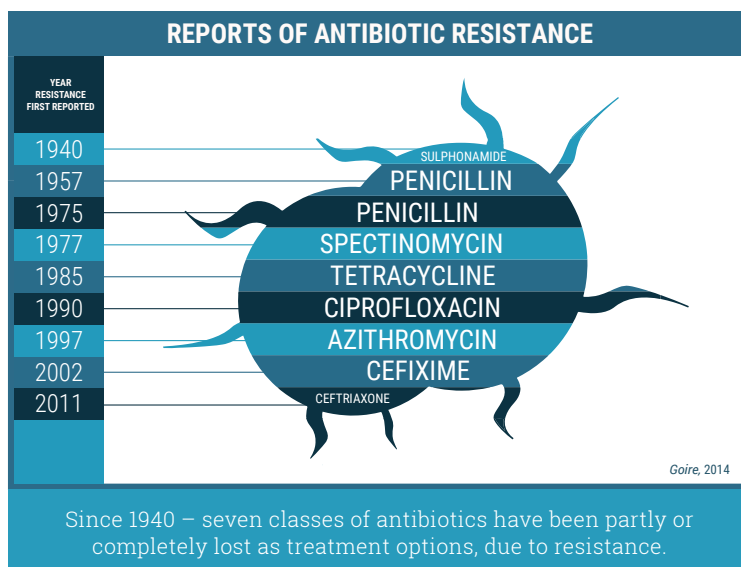 REPORTS OF ANTIBIOTIC RESISTANCE
YEAR
RESISTANCE
FIRST REPORTED
1940 SULPHONAMIDE
1957 PENICILLIN
1975 PENICILLIN
1977 SPECTINOMYCIN
1985 TETRACYCLINE
1990 CIPROFLOXACIN
1997 AZITHROMYCIN
2002 CEFIXIME
2011 CEFTRIAXONE
Goire, 2014
Since 1940 – seven classes of antibiotics have been partly or
completely lost as treatment options, due to resistance.